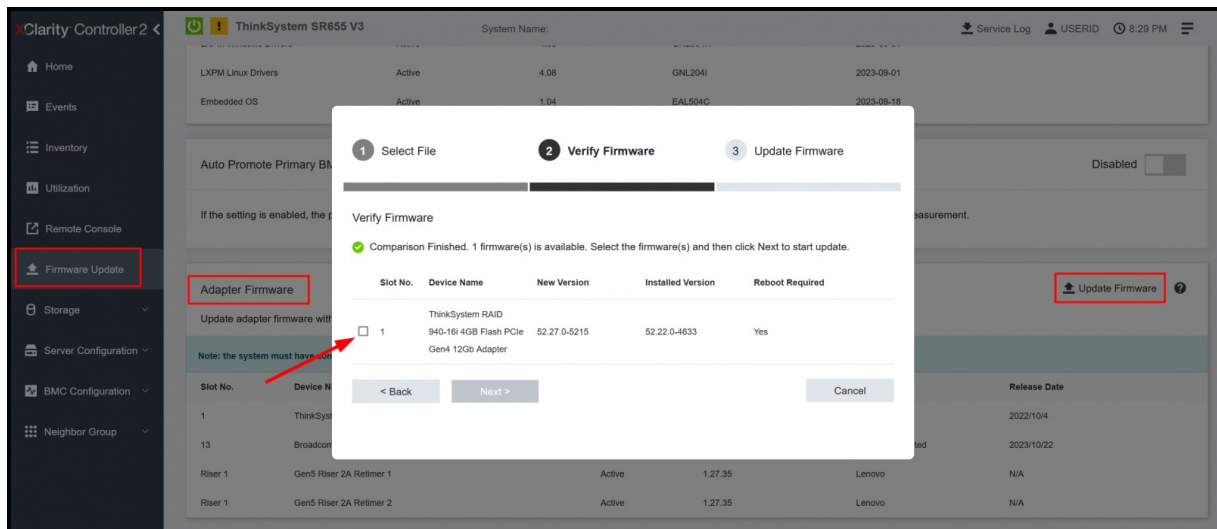 XClarity Controller 2
ThinkSystem SR655 V3
System Name:
Service Log
USERID
8:29 PM
Home
Events
Inventory
Utilization
Remote Console
Firmware Update
Storage
Server Configuration
BMC Configuration
Neighbor Group
LXPM Linux Drivers Active 4.08 GNL204I 2023-09-01
Embedded OS Active 1.04 EAL504C 2023-09-18
Auto Promote Primary
Disabled
If the setting is enabled, the
Adapter Firmware
Update Firmware
Update adapter firmware
Note: the system must have
Slot No. Device Release Date
1 2022/10/4
13 2023/10/22
Riser 1 Gen5 Riser 2A Retimer 1 Active 1.27.35 Lenovo N/A
Riser 1 Gen5 Riser 2A Retimer 2 Active 1.27.35 Lenovo N/A
1 Select File
2 Verify Firmware
3 Update Firmware
Verify Firmware
Comparison Finished. 1 firmware(s) is available. Select the firmware(s) and then click Next to start update.
Slot No. Device Name New Version Installed Version Reboot Required
ThinkSystem RAID
1 940-16i 4GB Flash PCIe 52.27.0-5215 52.22.0-4633 Yes
Gen4 12Gb Adapter
< Back
Next >
Cancel